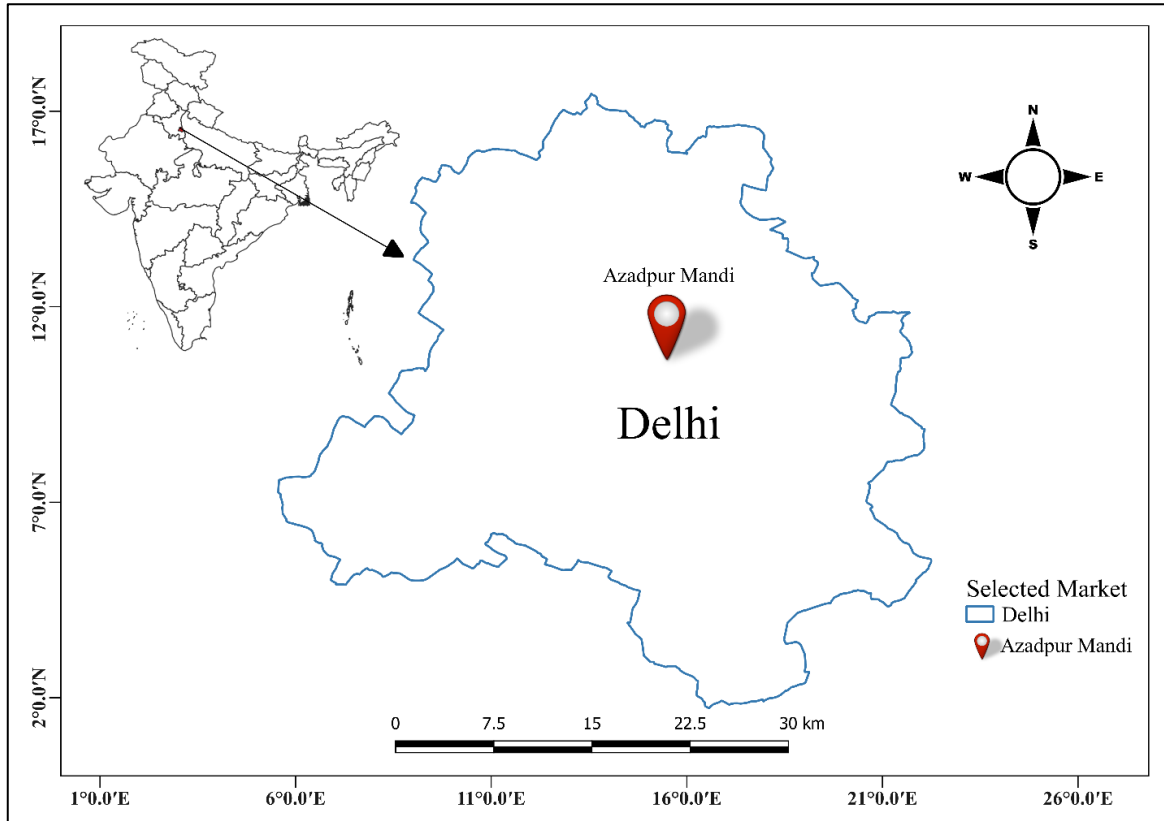 17°0.0′N
12°0.0′N
7°0.0′N
2°0.0′N
N
W E
S
Azadpur Mandi
Delhi
Selected Market
Delhi
Azadpur Mandi
0 7.5 15 22.5 30 km
1°0.0′E 6°0.0′E 11°0.0′E 16°0.0′E 21°0.0′E 26°0.0′E